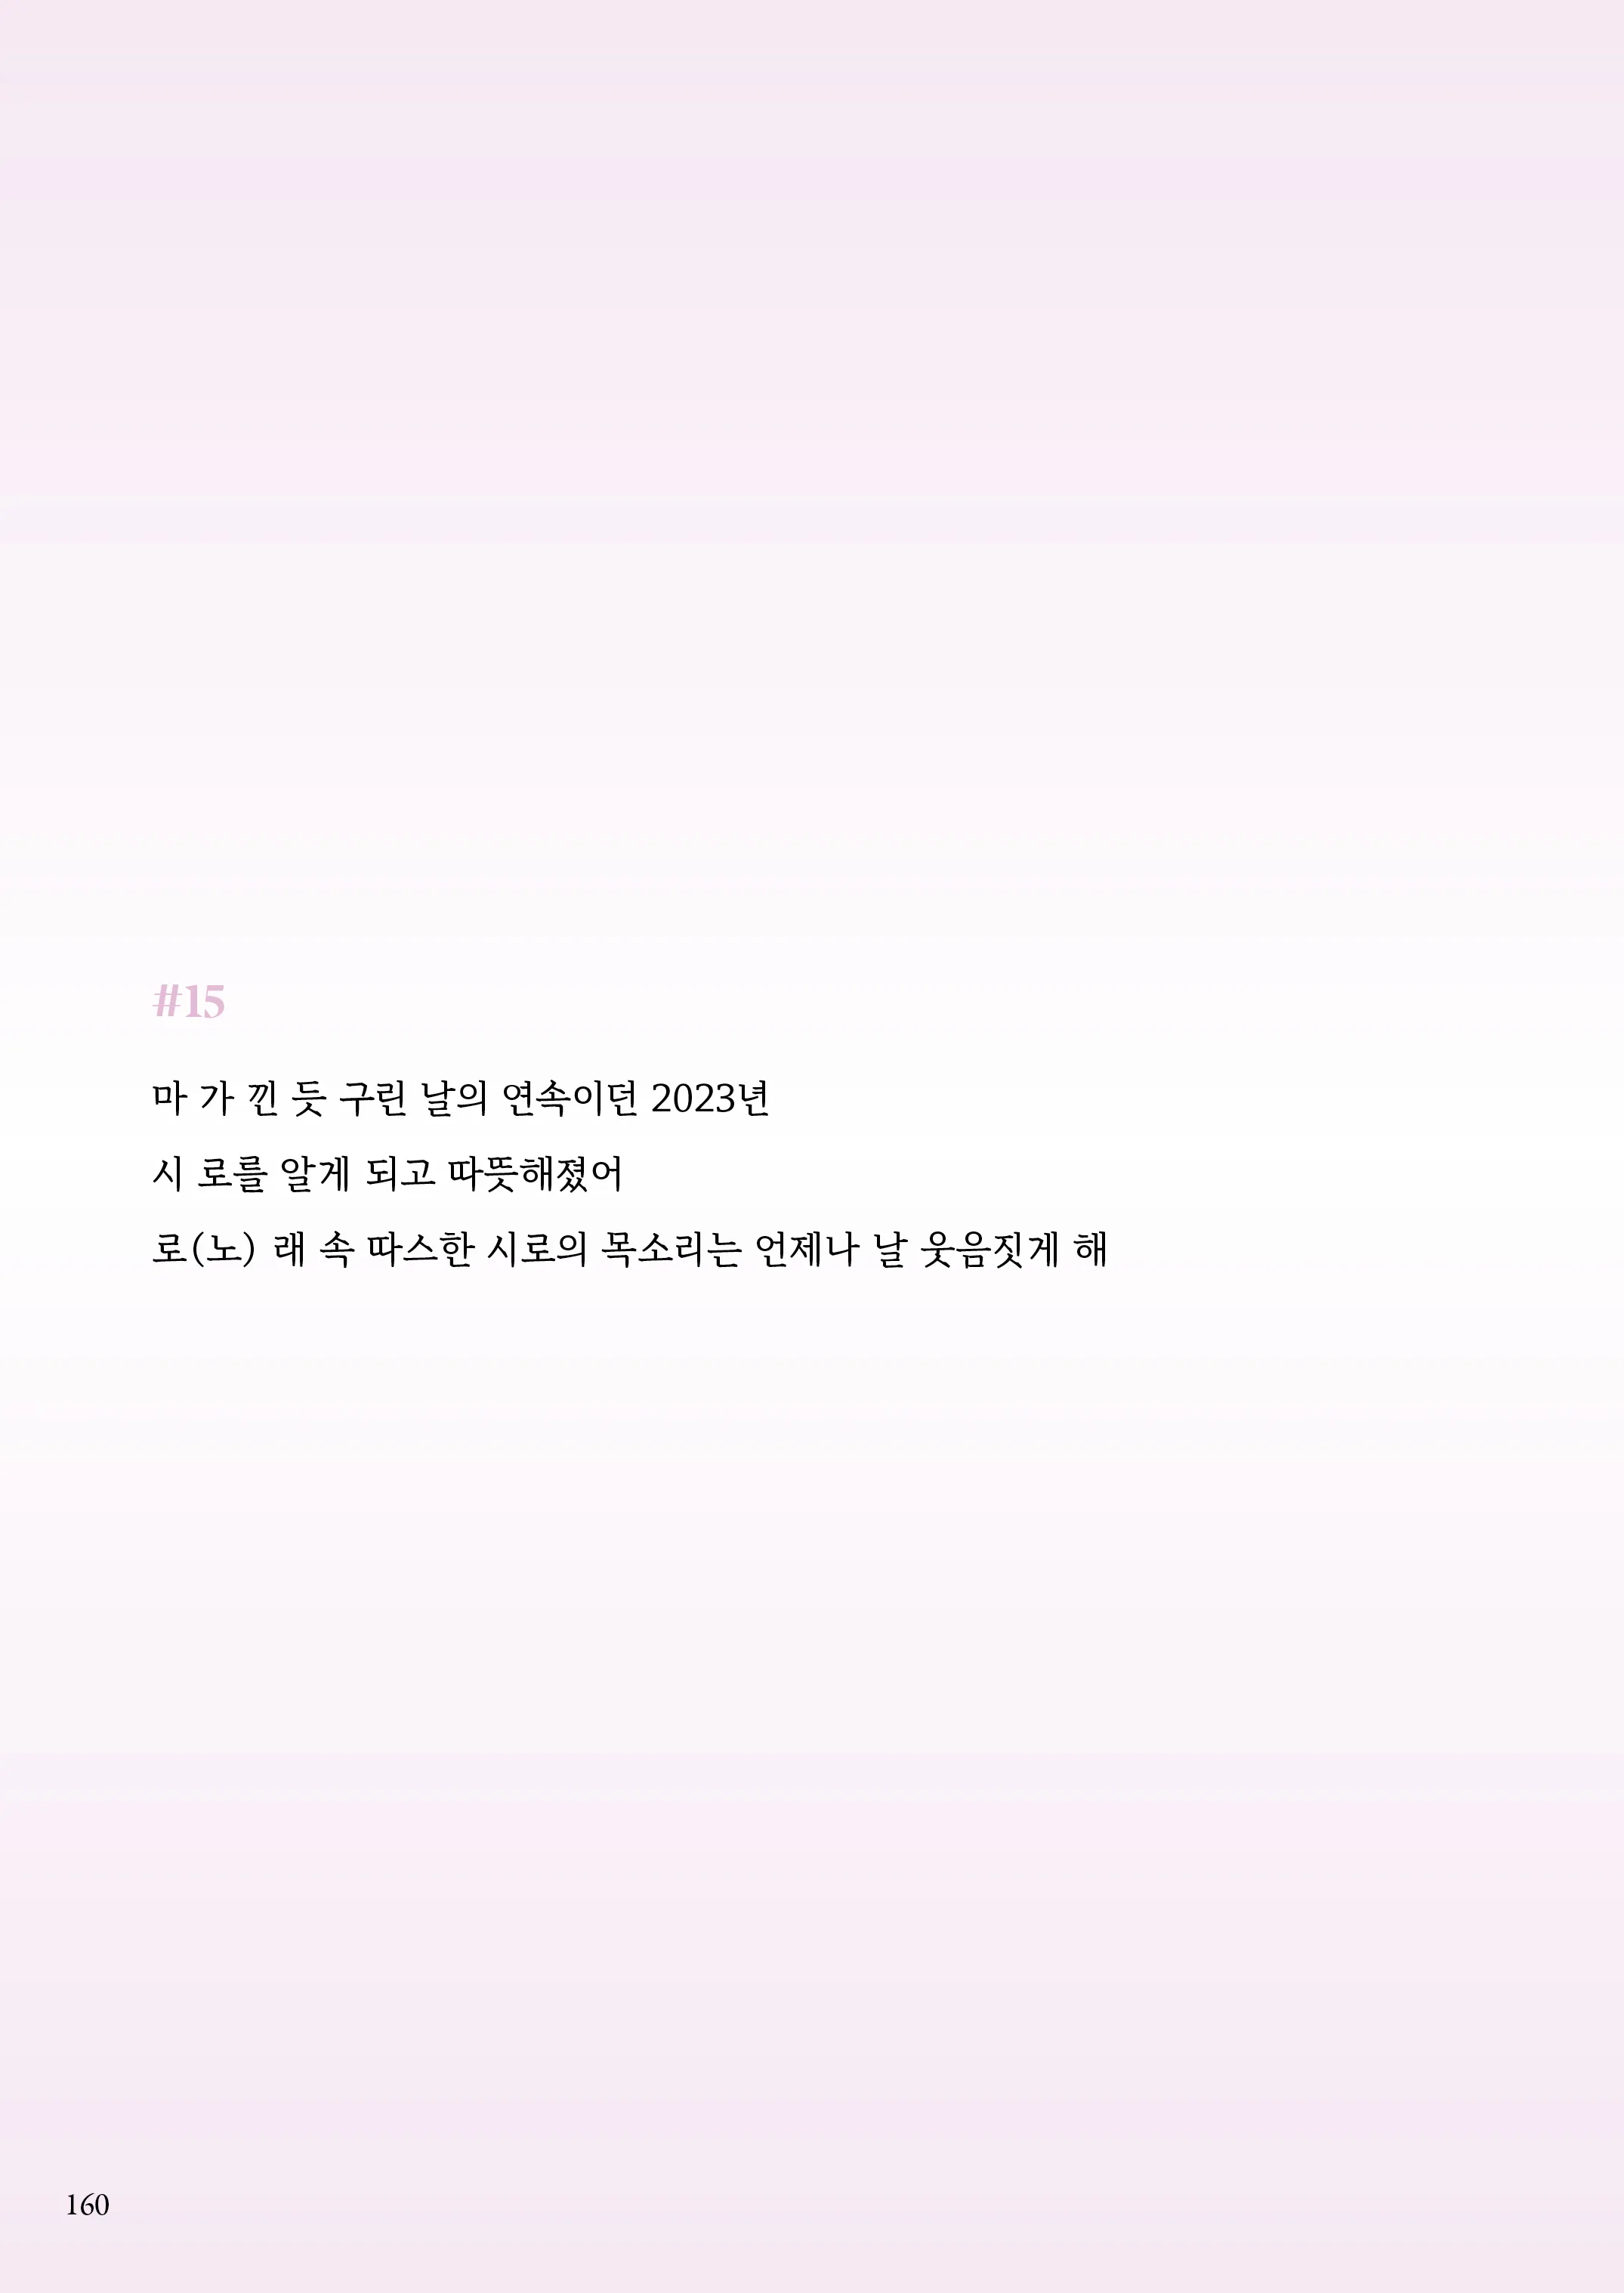 #15
마 가 낀 듯 구린 날의 연속이던 2023년
시 로를 알게 되고 따뜻해졌어
로(노) 래 속 따스한 시로의 목소리는 언제나 날 웃음짓게 해
160